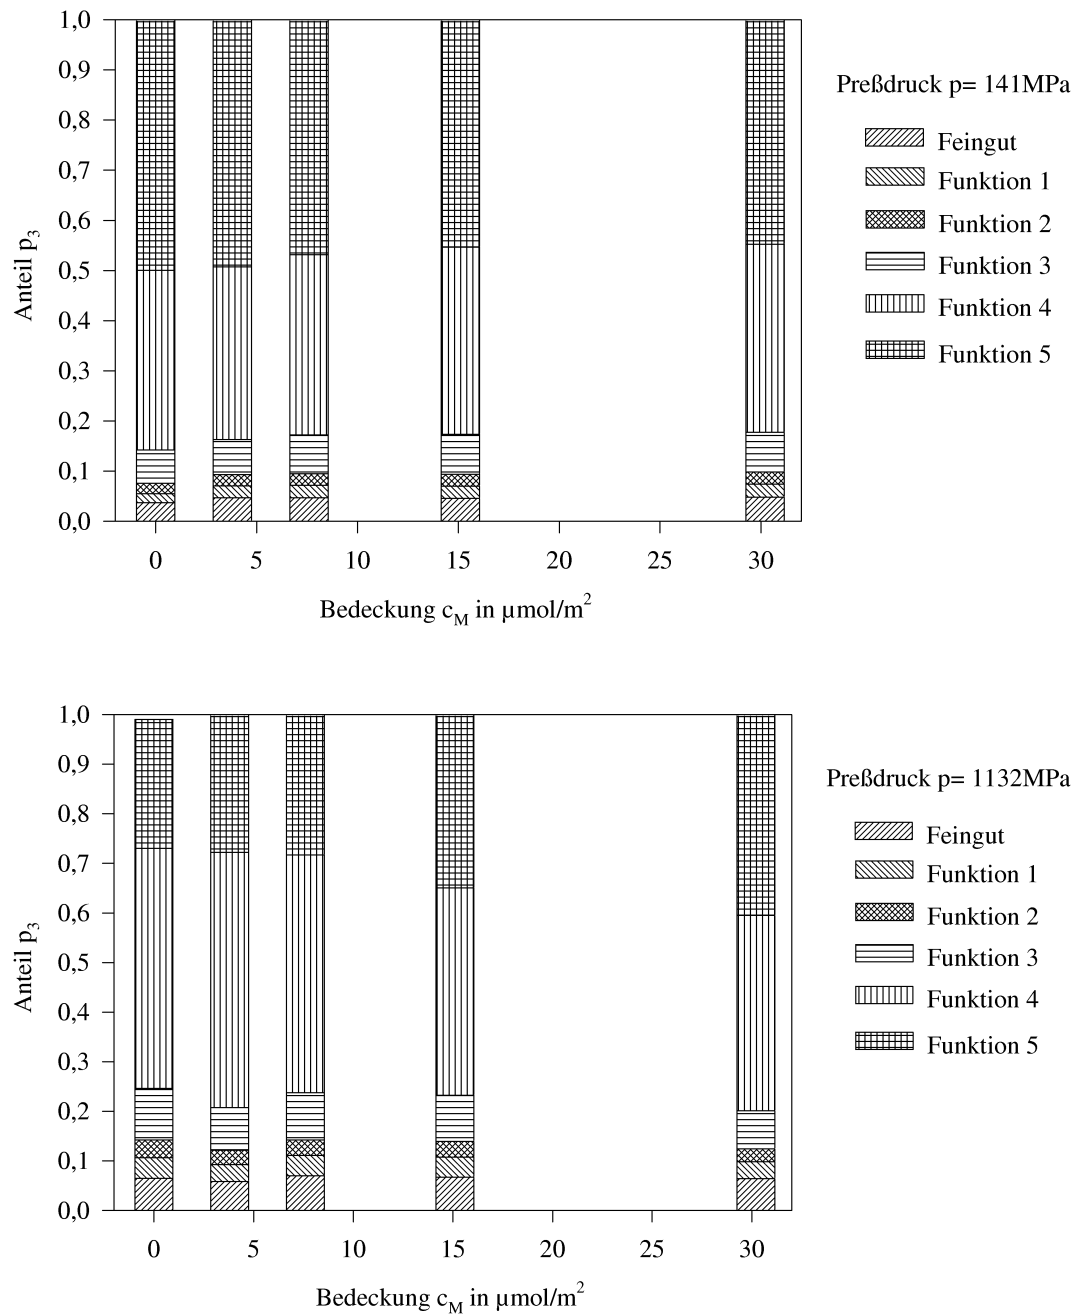 1,0
0,9
0,8
0,7
0,6
0,5
0,4
0,3
0,2
0,1
0,0
Anteil p3
0 5 10 15 20 25 30
Bedeckung cM in µmol/m2
Preßdruck p= 141MPa
Feingut
Funktion 1
Funktion 2
Funktion 3
Funktion 4
Funktion 5
1,0
0,9
0,8
0,7
0,6
0,5
0,4
0,3
0,2
0,1
0,0
Anteil p3
0 5 10 15 20 25 30
Bedeckung cM in µmol/m2
Preßdruck p= 1132MPa
Feingut
Funktion 1
Funktion 2
Funktion 3
Funktion 4
Funktion 5